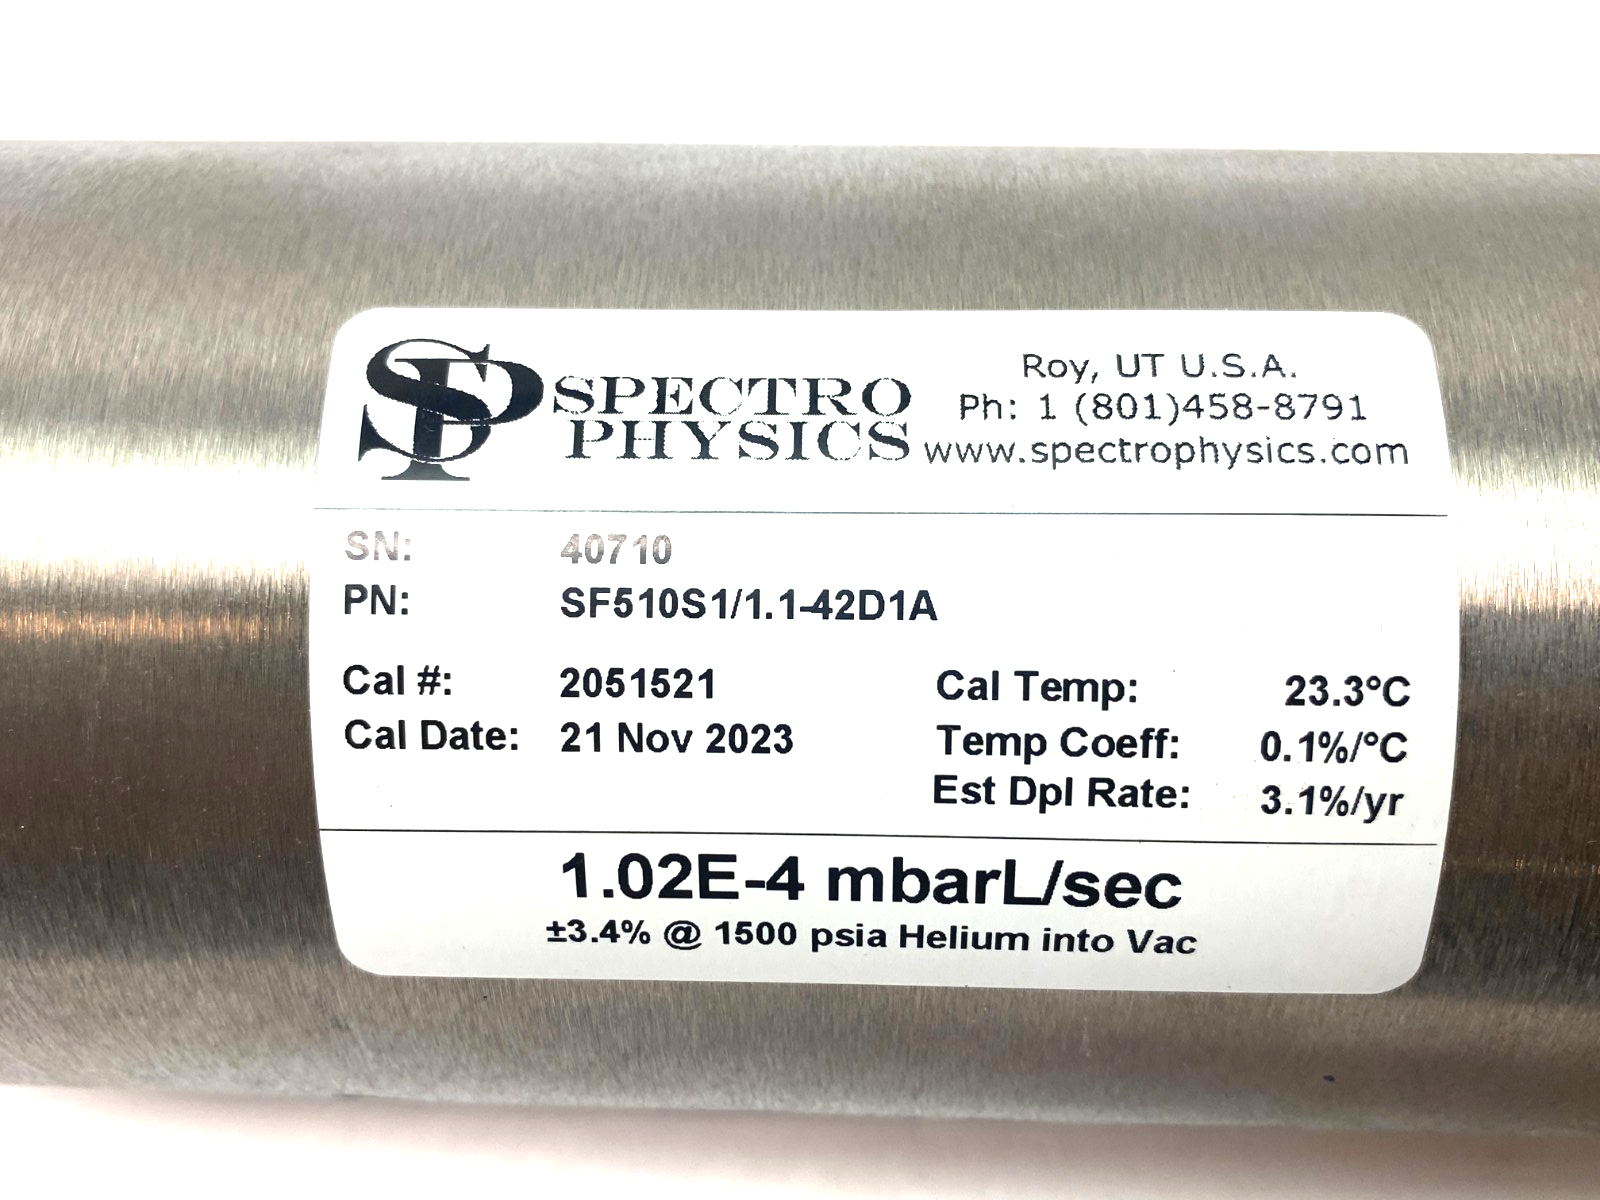 SP SPECTRO PHYSICS
Roy, UT U.S.A.
Ph: 1 (801)458-8791
www.spectrophysics.com
SN: 40710
PN: SF510S1/1.1-42D1A
Cal #: 2051521
Cal Date: 21 Nov 2023
Cal Temp: 23.3°C
Temp Coeff: 0.1%/°C
Est Dpl Rate: 3.1%/yr
1.02E-4 mbarL/sec
±3.4% @ 1500 psia Helium into Vac